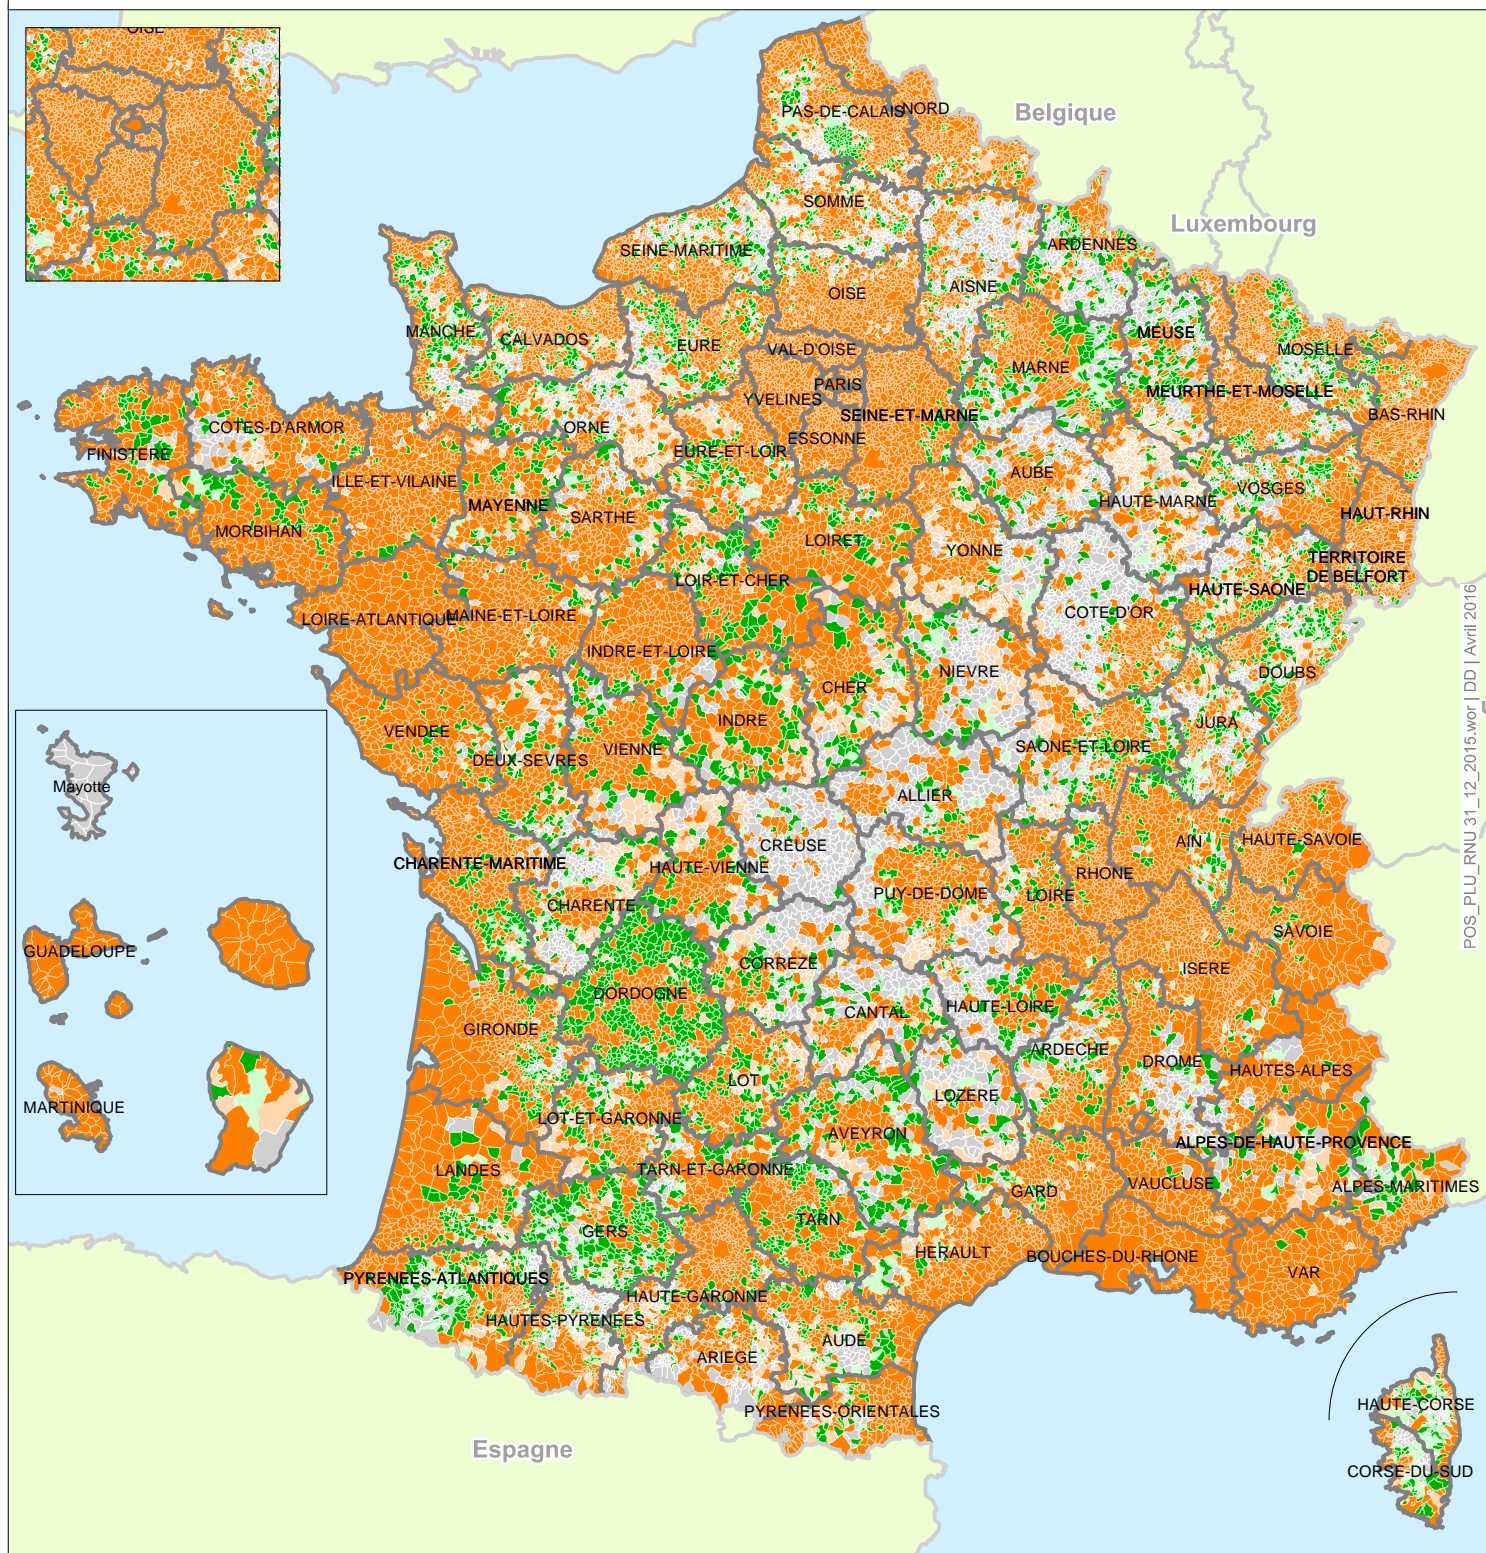 OISE
Belgique
PAS-DE-CALAIS
NORD
SOMME
Luxembourg
SEINE-MARITIME
ARDENNES
OISE
AISNE
MANCHE
CALVADOS
EURE
VAL-D'OISE
MEUSE
MOSELLE
MARNE
PARIS
YVELINES
MEURTHE-ET-MOSELLE
SEINE-ET-MARNE
BAS-RHIN
COTES-D'ARMOR
ORNE
ESSONNE
FINISTERE
EURE-ET-LOIR
AUBE
ILLE-ET-VILAINE
VOSGES
HAUTE-MARNE
MAYENNE
SARTHE
HAUT-RHIN
MORBIHAN
LOIRET
YONNE
TERRITOIRE
DE BELFORT
LOIR-ET-CHER
HAUTE-SAONE
LOIRE-ATLANTIQUE
MAINE-ET-LOIRE
COTE-D'OR
INDRE-ET-LOIRE
NIEVRE
DOUBS
CHER
INDRE
JURA
VENDEE
VIENNE
SAONE-ET-LOIRE
DEUX-SEVRES
Mayotte
ALLIER
CREUSE
AIN
HAUTE-SAVOIE
CHARENTE-MARITIME
HAUTE-VIENNE
RHONE
PUY-DE-DOME
LOIRE
CHARENTE
SAVOIE
GUADELOUPE
CORREZE
ISERE
DORDOGNE
HAUTE-LOIRE
CANTAL
GIRONDE
ARDECHE
DROME
HAUTES-ALPES
LOT
LOZERE
MARTINIQUE
LOT-ET-GARONNE
AVEYRON
ALPES-DE-HAUTE-PROVENCE
LANDES
TARN-ET-GARONNE
VAUCLUSE
ALPES-MARITIMES
GARD
TARN
GERS
HERAULT
BOUCHES-DU-RHONE
VAR
PYRENEES-ATLANTIQUES
HAUTE-GARONNE
HAUTES-PYRENEES
AUDE
ARIEGE
HAUTE-CORSE
PYRENEES-ORIENTALES
Espagne
CORSE-DU-SUD
POS_PLU_RNU 31_12_2015.wor | DD | Avril 2016